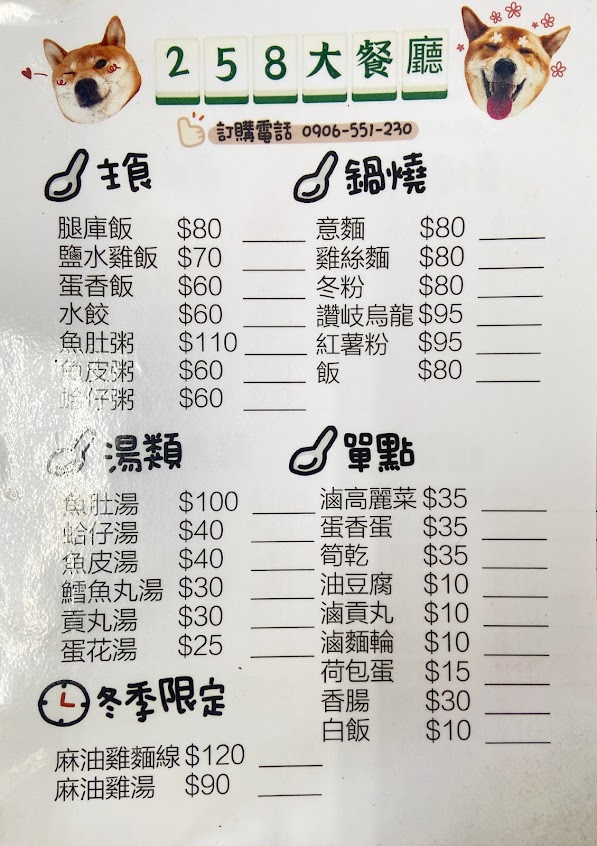 258大餐廳
訂購電話 0906-551-230
主食
腿庫飯 $80
鹽水雞飯 $70
蛋香飯 $60
水餃 $60
魚肚粥 $110
魚皮粥 $60
蛤仔粥 $60
鍋燒
意麵 $80
雞絲麵 $80
冬粉 $80
讚岐烏龍 $95
紅薯粉 $95
飯 $80
湯類
魚肚湯 $100
蛤仔湯 $40
魚皮湯 $40
鱈魚丸湯 $30
貢丸湯 $30
蛋花湯 $25
單點
滷高麗菜 $35
蛋香蛋 $35
筍乾 $35
油豆腐 $10
滷貢丸 $10
滷麵輪 $10
荷包蛋 $15
香腸 $30
白飯 $10
冬季限定
麻油雞麵線 $120
麻油雞湯 $90